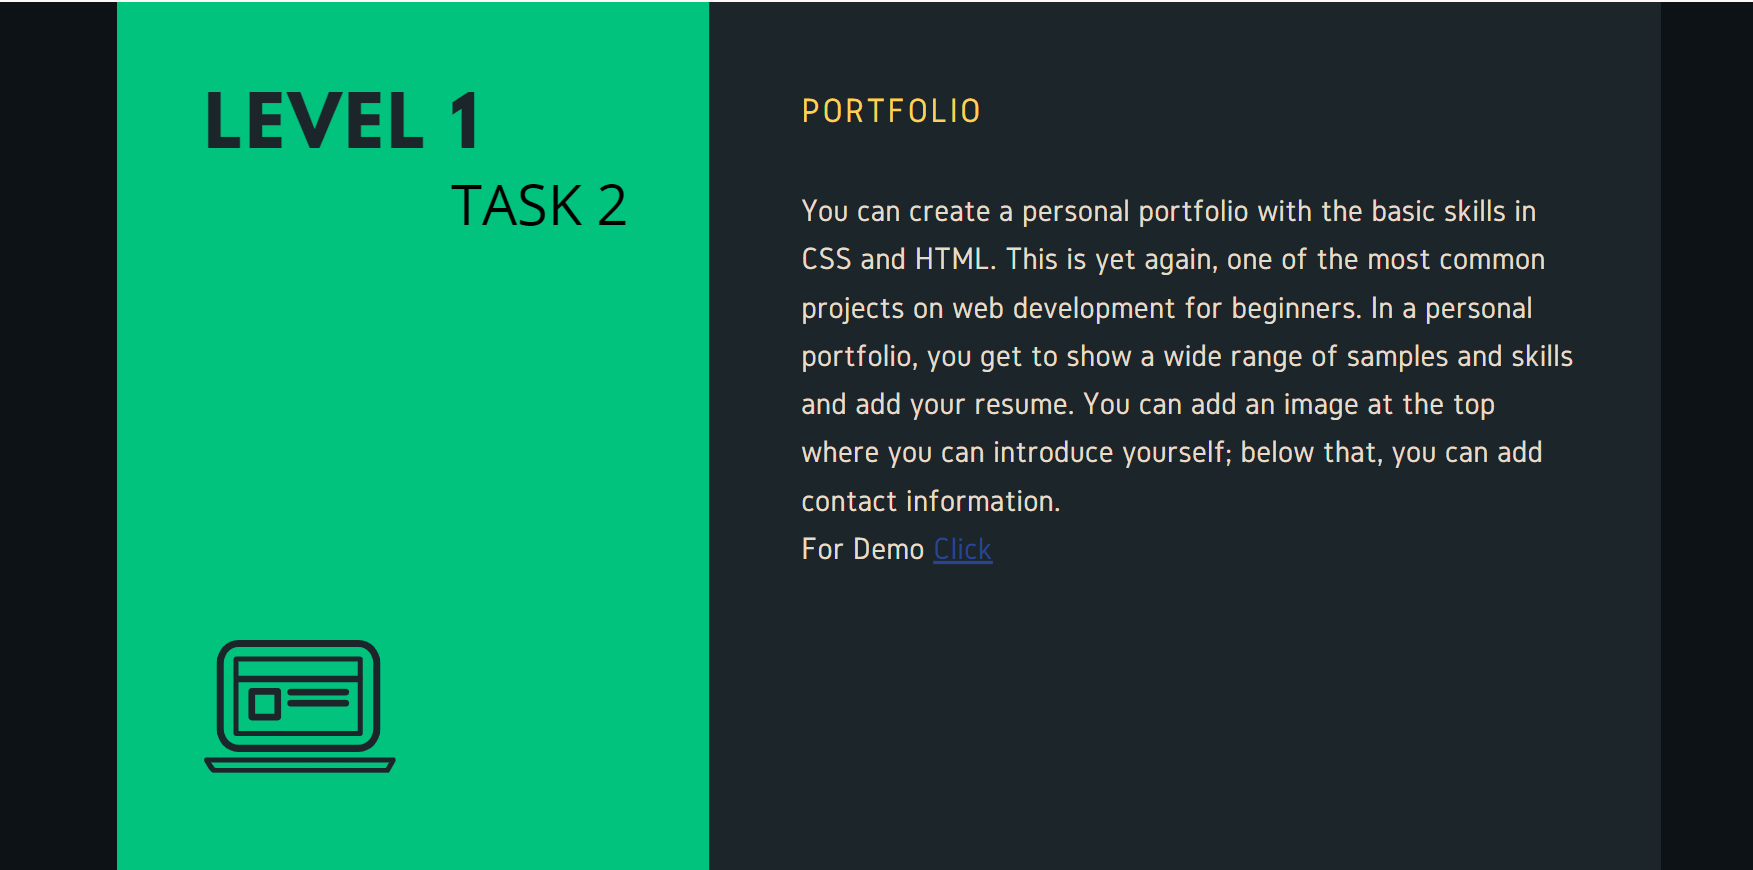 LEVEL 1
TASK 2
PORTFOLIO
You can create a personal portfolio with the basic skills in
CSS and HTML. This is yet again, one of the most common
projects on web development for beginners. In a personal
portfolio, you get to show a wide range of samples and skills
and add your resume. You can add an image at the top
where you can introduce yourself; below that, you can add
contact information.
For Demo Click